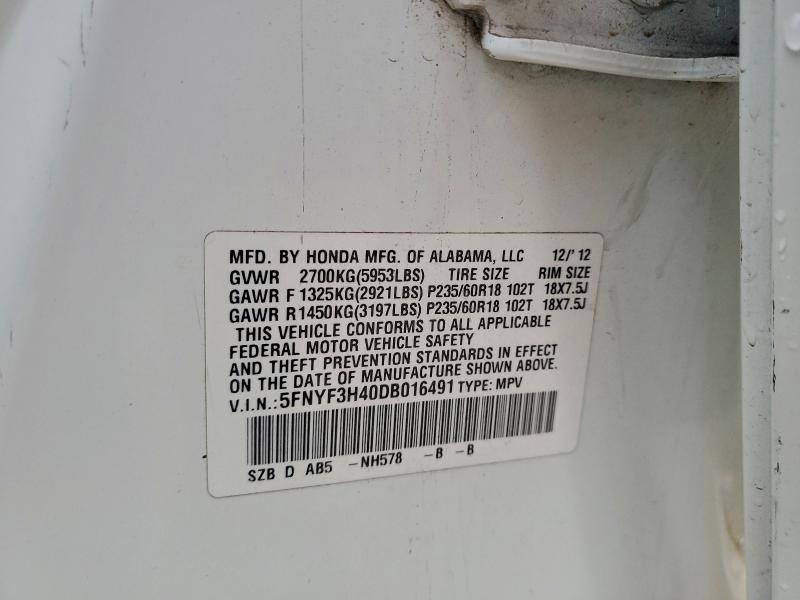 MFD. BY HONDA MFG. OF ALABAMA, LLC 12/'12
GVWR 2700KG(5953LBS) TIRE SIZE RIM SIZE
GAWR F 1325KG(2921LBS) P235/60R18 102T 18X7.5J
GAWR R1450KG(3197LBS) P235/60R18 102T 18X7.5J
THIS VEHICLE CONFORMS TO ALL APPLICABLE
FEDERAL MOTOR VEHICLE SAFETY
AND THEFT PREVENTION STANDARDS IN EFFECT
ON THE DATE OF MANUFACTURE SHOWN ABOVE.
V.I.N.: 5FNYF3H40DB016491 TYPE: MPV
SZB D AB5 -NH578 -B -B